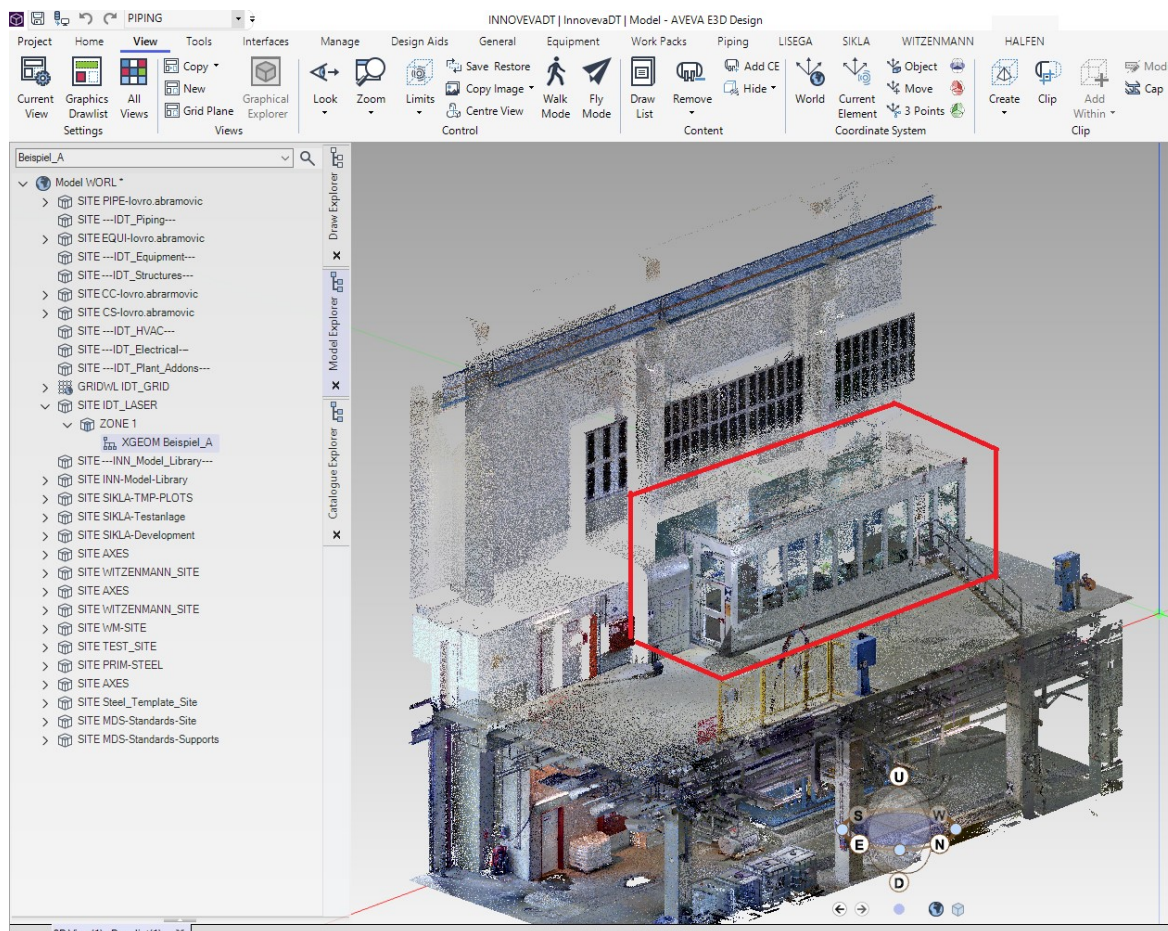 PIPING
INNOVEVADT | InnovevaDT | Model - AVEVA E3D Design
Project Home View Tools Interfaces Manage Design Aids General Equipment Work Packs Piping LISEGA SIKLA WITZENMANN HALFEN
Current View
Graphics Drawlist
All Views
Settings
Copy
New
Grid Plane
Graphical Explorer
Views
Look
Zoom
Limits
Save Restore
Copy Image
Centre View
Walk Mode
Fly Mode
Control
Draw List
Remove
Add CE
Hide
Content
World
Current Element
Object
Move
3 Points
Coordinate System
Create
Clip
Add Within
Mod
Cap
Clip
Beispiel_A
Model WORL *
SITE PIPE-lovro.abramovic
SITE ---IDT_Piping---
SITE EQUI-lovro.abramovic
SITE ---IDT_Equipment---
SITE ---IDT_Structures---
SITE CC-lovro.abrarmovic
SITE CS-lovro.abramovic
SITE ---IDT_HVAC---
SITE ---IDT_Electrical---
SITE ---IDT_Plant_Addons---
GRIDWL IDT_GRID
SITE IDT_LASER
ZONE 1
XGEOM Beispiel_A
SITE ---INN_Model_Library---
SITE INN-Model-Library
SITE SIKLA-TMP-PLOTS
SITE SIKLA-Testanlage
SITE SIKLA-Development
SITE AXES
SITE WITZENMANN_SITE
SITE AXES
SITE WITZENMANN_SITE
SITE WM-SITE
SITE TEST_SITE
SITE PRIM-STEEL
SITE AXES
SITE Steel_Template_Site
SITE MDS-Standards-Site
SITE MDS-Standards-Supports
Draw Explorer
Model Explorer
Catalogue Explorer
U
S W
E N
D